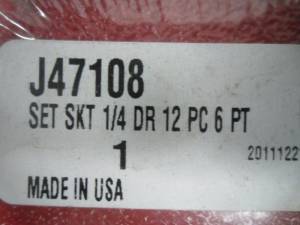 J47108
SET SKT 1/4 DR 12 PC 6 PT
1
2011122
MADE IN USA